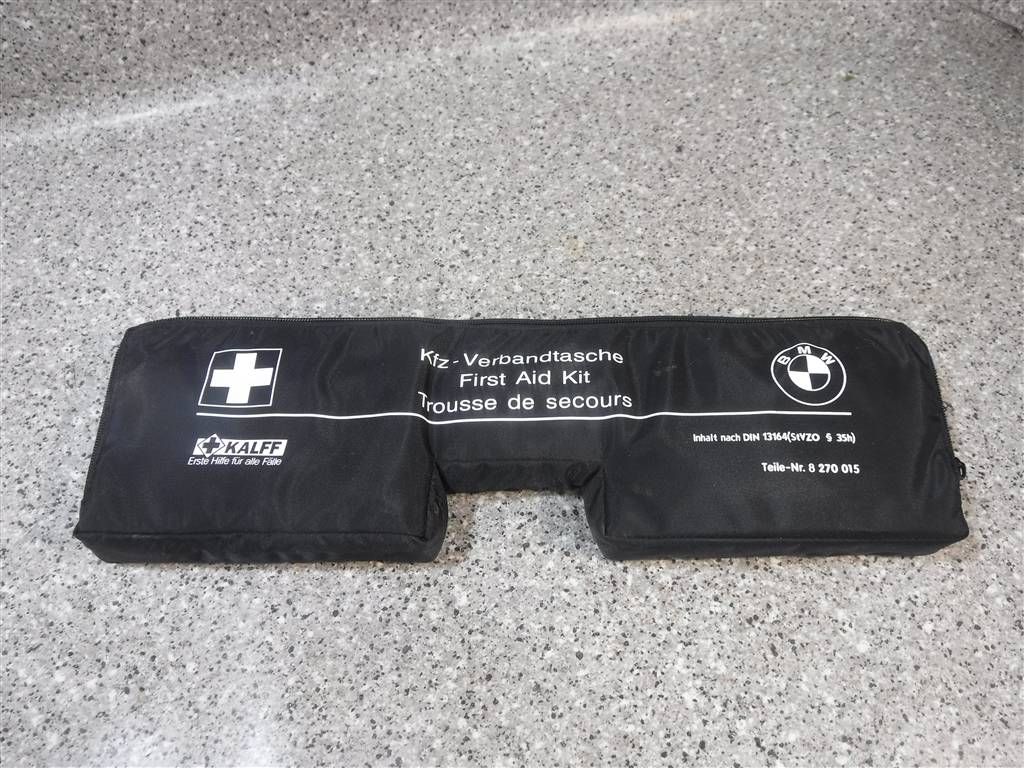 Kfz-Verbandtasche
First Aid Kit
Trousse de secours
BMW
KALFF
Erste Hilfe für alle Fälle
Inhalt nach DIN 13164(StVZO § 35h)
Teile-Nr. 8 270 015